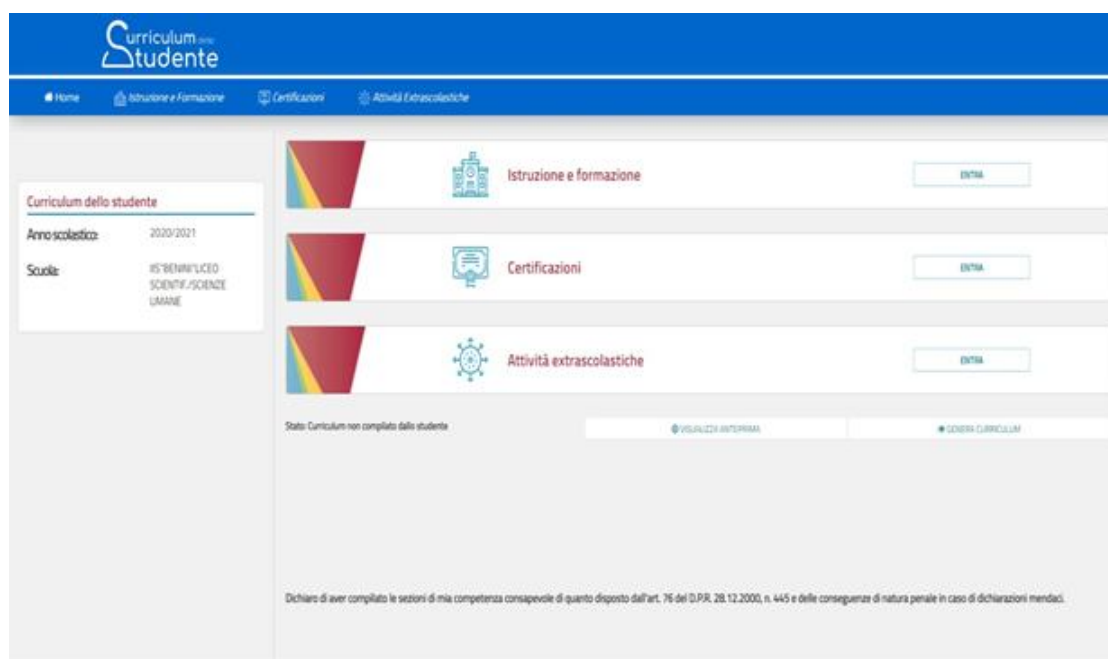 Curriculum dello
Studente
Home Istruzione e Formazione Certificazioni Attività Extrascolastiche
Curriculum dello studente
Anno scolastico: 2020/2021
Scuola: IIS"BENINI"LICEO
SCIENTIF./SCIENZE
UMANE
Istruzione e formazione ENTRA
Certificazioni ENTRA
Attività extrascolastiche ENTRA
Stato: Curriculum non compilato dallo studente VISUALIZZA ANTEPRIMA GENERA CURRICULUM
Dichiaro di aver compilato le sezioni di mia competenza consapevole di quanto disposto dall'art. 76 del D.P.R. 28.12.2000, n. 445 e delle conseguenze di natura penale in caso di dichiarazioni mendaci.